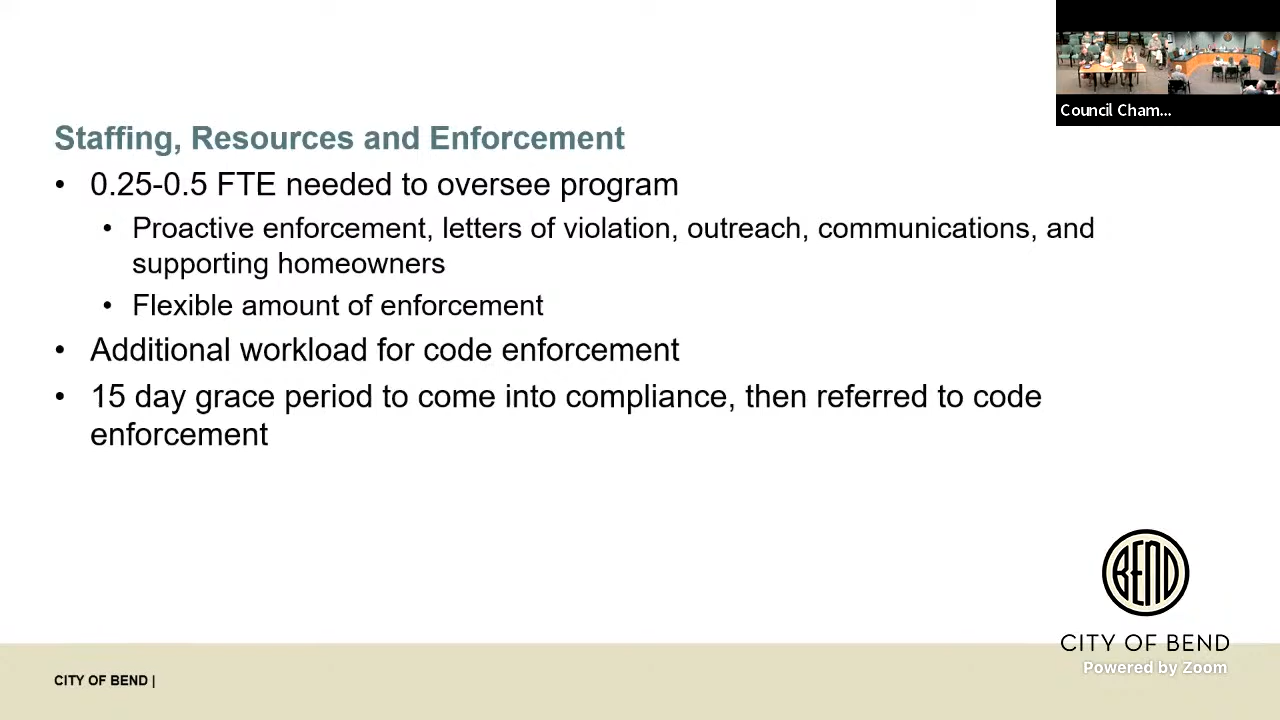 Council Cham...
Staffing, Resources and Enforcement
• 0.25-0.5 FTE needed to oversee program
• Proactive enforcement, letters of violation, outreach, communications, and
supporting homeowners
• Flexible amount of enforcement
• Additional workload for code enforcement
• 15 day grace period to come into compliance, then referred to code
enforcement
BEND
CITY OF BEND
Powered by Zoom
CITY OF BEND |